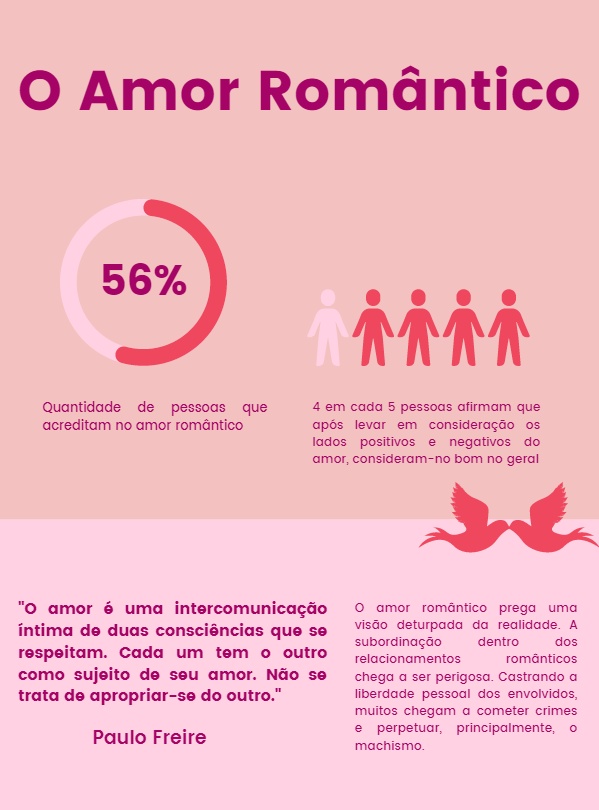 O Amor Romântico
56%
Quantidade de pessoas que
acreditam no amor romântico
4 em cada 5 pessoas afirmam que
após levar em consideração os
lados positivos e negativos do
amor, consideram-no bom no geral
"O amor é uma intercomunicação
íntima de duas consciências que se
respeitam. Cada um tem o outro
como sujeito de seu amor. Não se
trata de apropriar-se do outro."
Paulo Freire
O amor romântico prega uma
visão deturpada da realidade. A
subordinação dentro dos
relacionamentos românticos
chega a ser perigosa. Castrando a
liberdade pessoal dos envolvidos,
muitos chegam a cometer crimes
e perpetuar, principalmente, o
machismo.